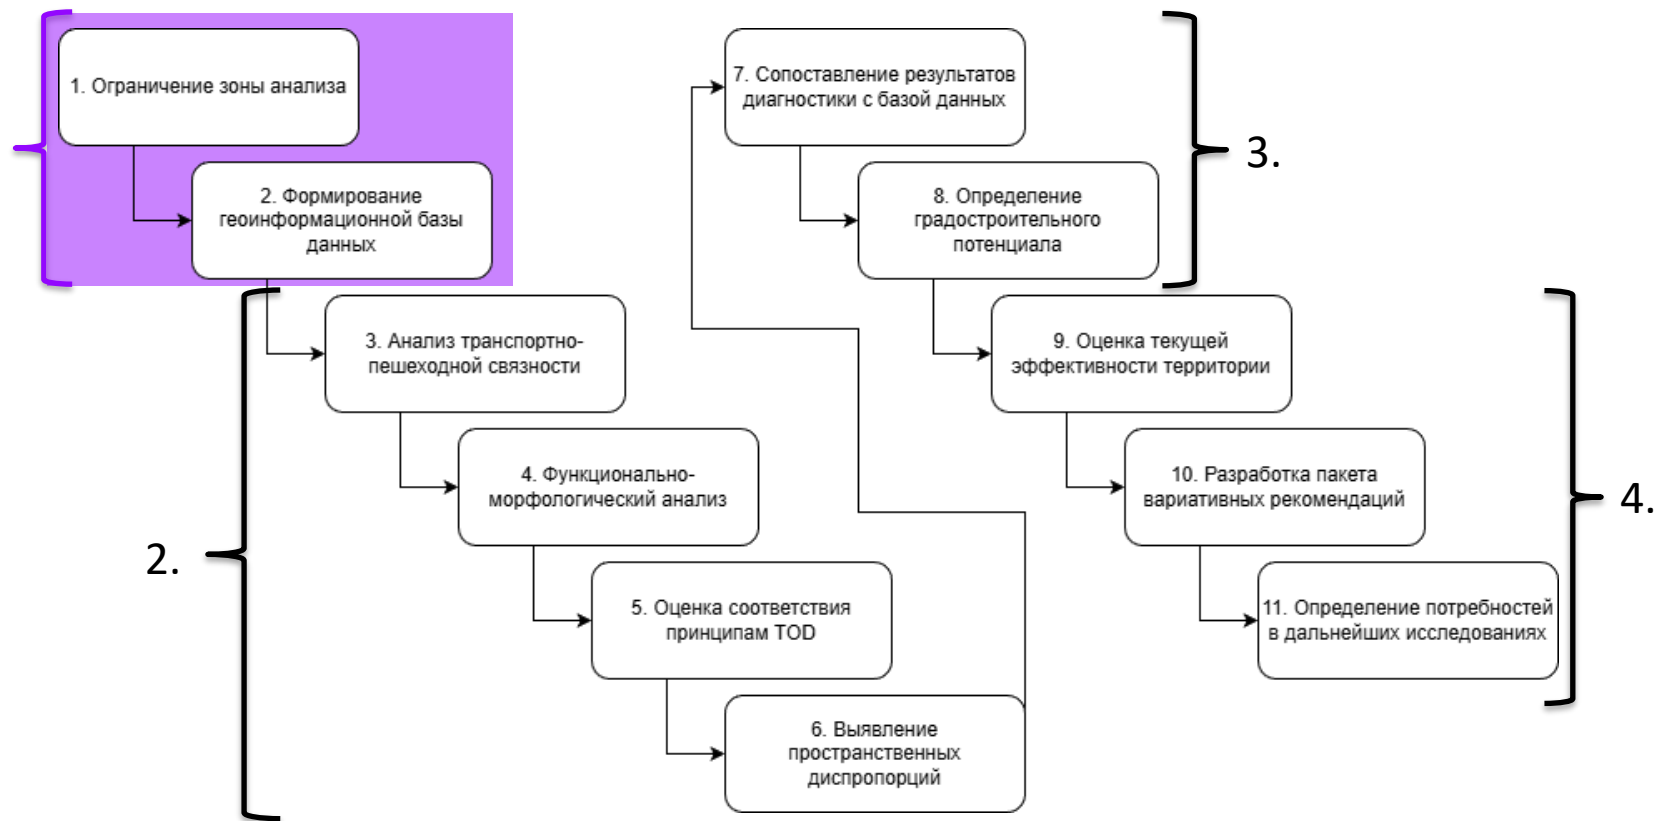 1. Ограничение зоны анализа
2. Формирование
геоинформационной базы
данных
3. Анализ транспортно-
пешеходной связности
4. Функционально-
морфологический анализ
5. Оценка соответствия
принципам TOD
6. Выявление
пространственных
диспропорций
2.
7. Сопоставление результатов
диагностики с базой данных
8. Определение
градостроительного
потенциала
3.
9. Оценка текущей
эффективности территории
10. Разработка пакета
вариативных рекомендаций
11. Определение потребностей
в дальнейших исследованиях
4.